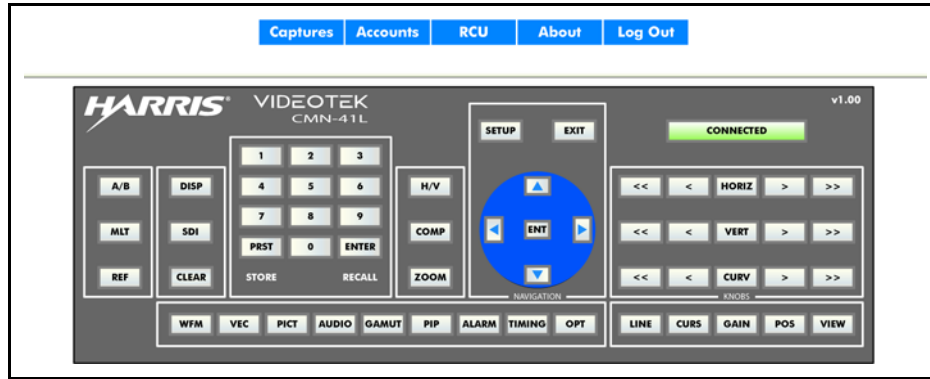 Captures Accounts RCU About Log Out
HARRIS® VIDEOTEK
CMN-41L
v1.00
SETUP EXIT CONNECTED
1 2 3
A/B DISP 4 5 6 H/V << < HORIZ > >>
MLT SDI 7 8 9 COMP ENT << < VERT > >>
PRST 0 ENTER
REF CLEAR STORE RECALL ZOOM << < CURV > >>
NAVIGATION KNOBS
WFM VEC PICT AUDIO GAMUT PIP ALARM TIMING OPT LINE CURS GAIN POS VIEW